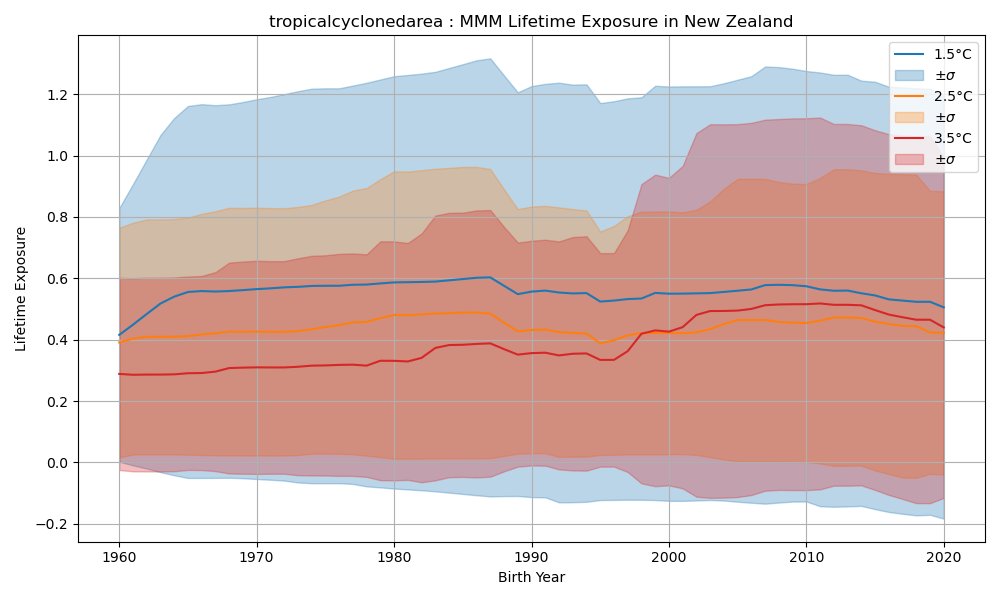 tropicalcyclonedarea : MMM Lifetime Exposure in New Zealand
1.5°C
±σ
2.5°C
±σ
3.5°C
±σ
Lifetime Exposure
1.2
1.0
0.8
0.6
0.4
0.2
0.0
−0.2
1960 1970 1980 1990 2000 2010 2020
Birth Year